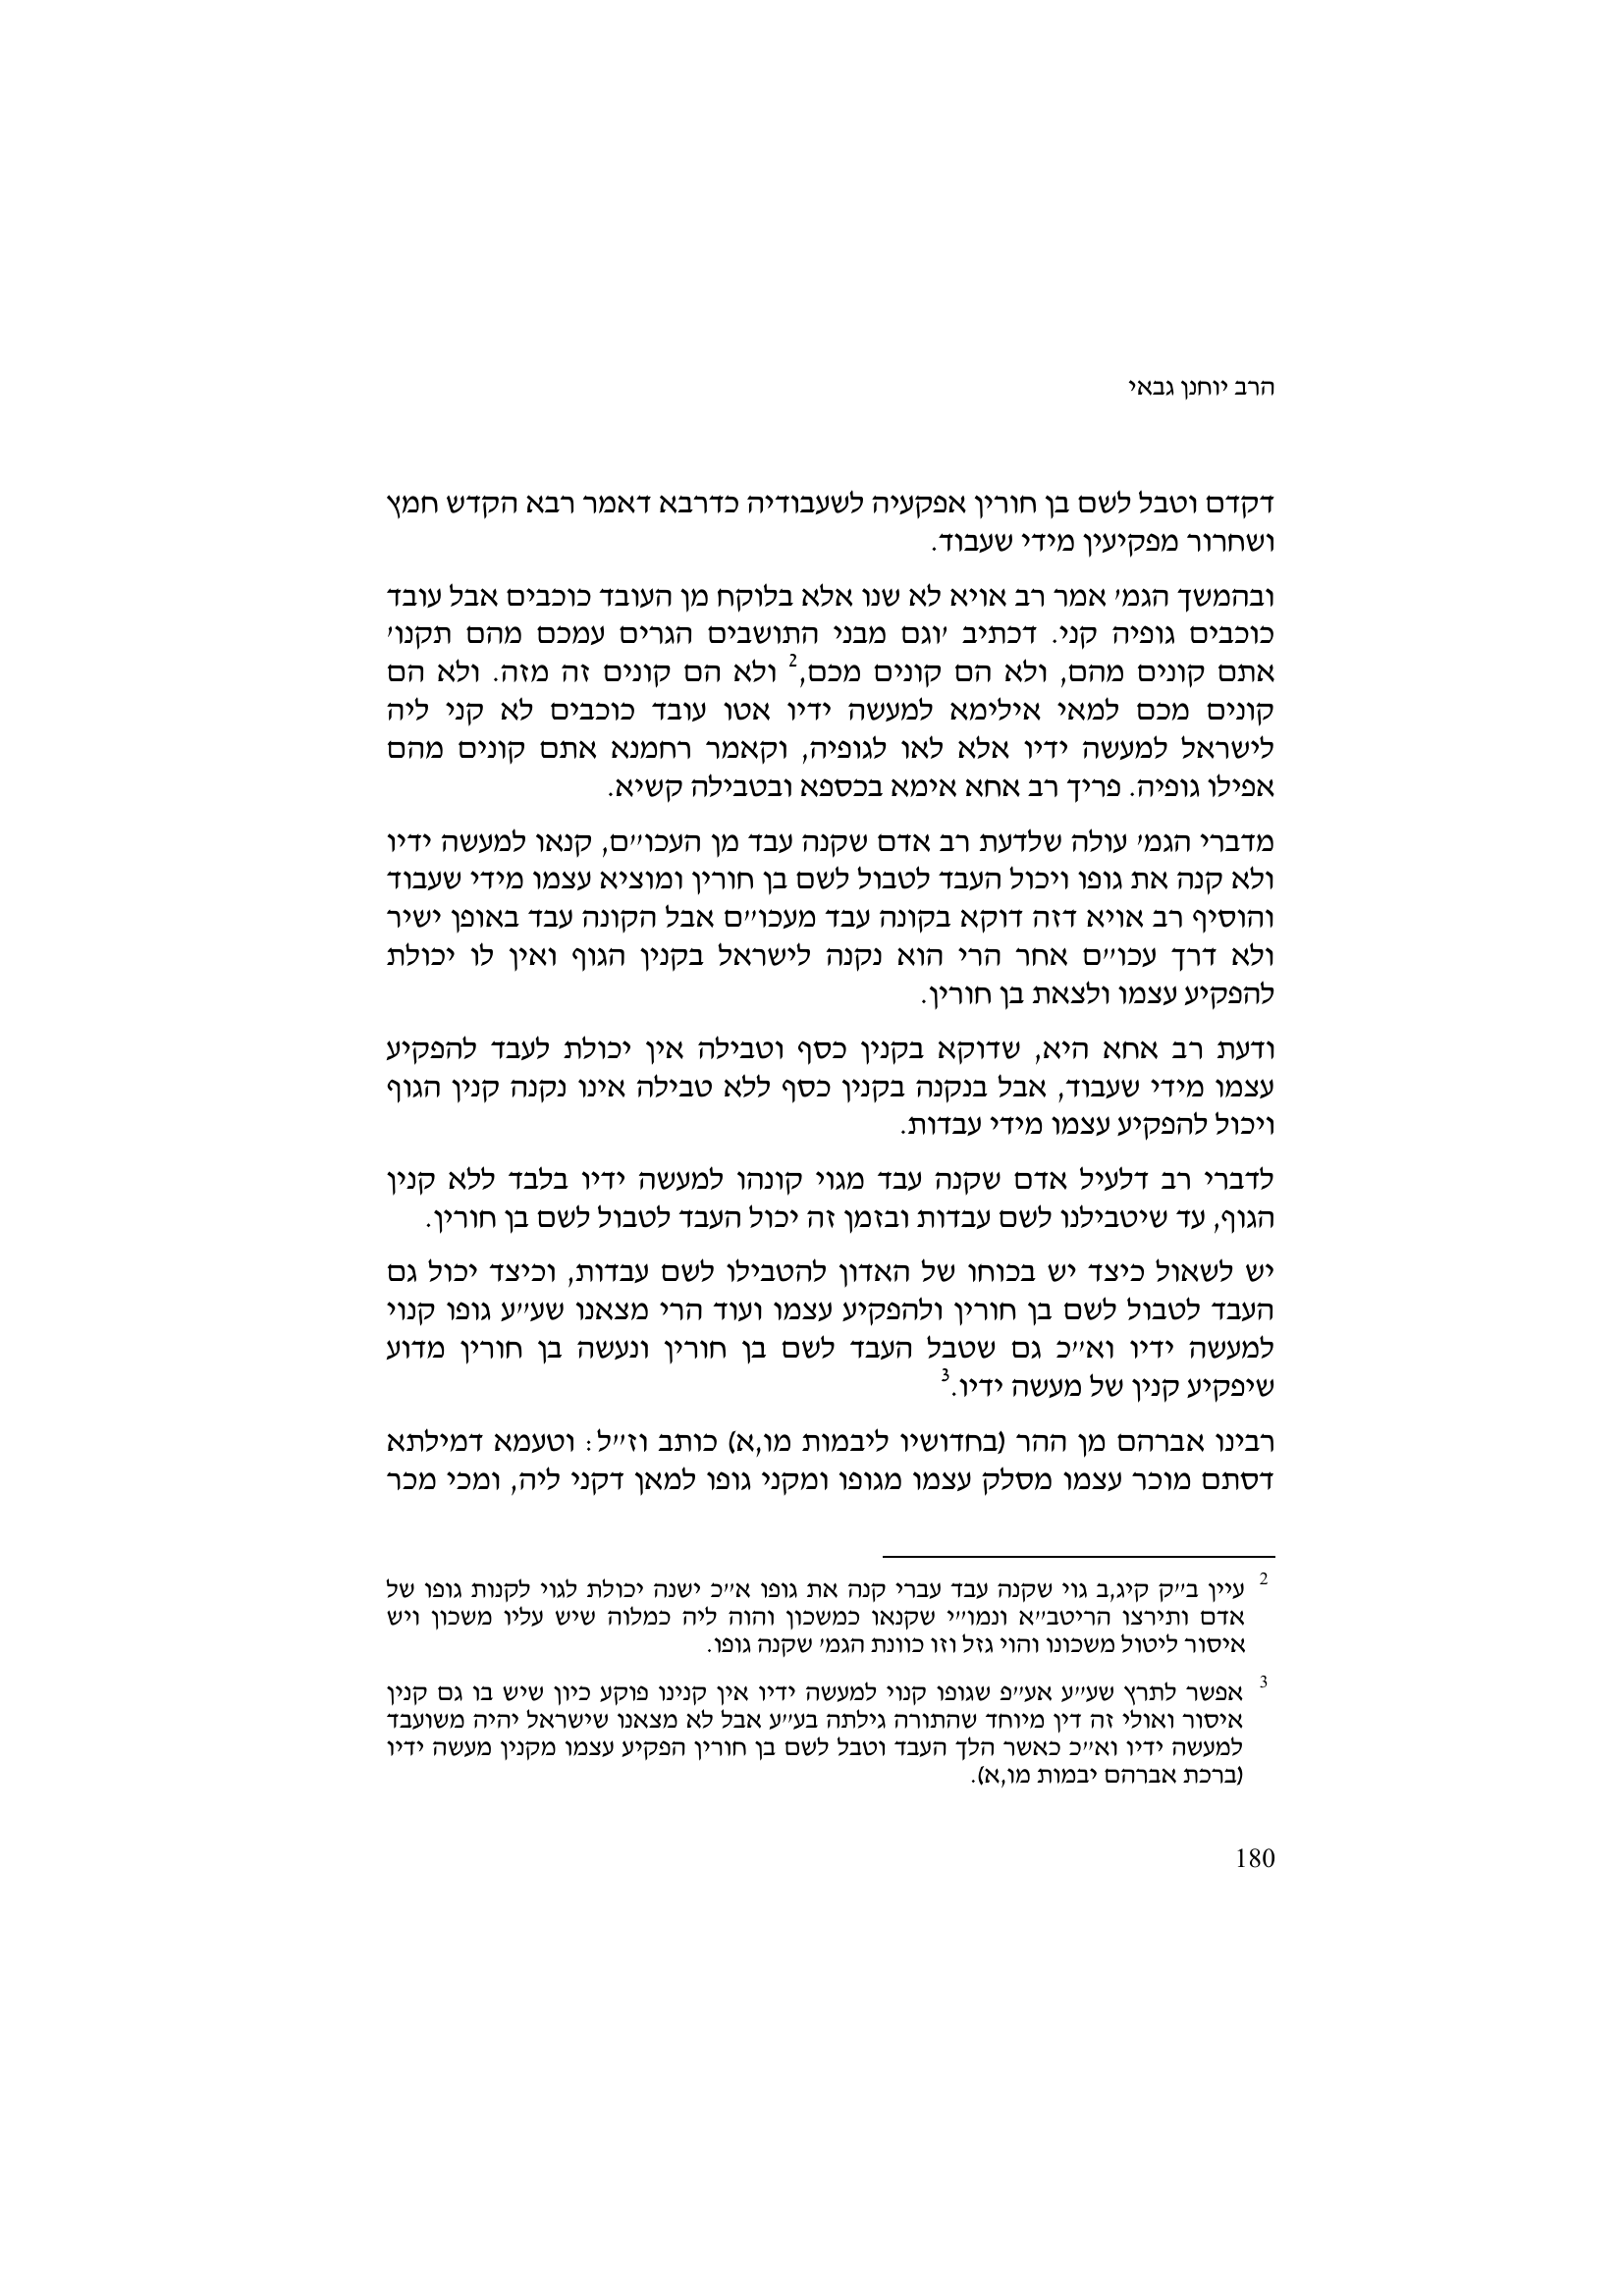 הרב יוחנן גבאי
דקדם וטבל לשם בן חורין אפקעיה לשעבודיה כדרבא דאמר רבא הקדש חמץ
ושחרור מפקיעין מידי שעבוד.
ובהמשך הגמ׳ אמר רב אויא לא שנו אלא בלוקח מן העובד כוכבים אבל עובד
כוכבים גופיה קני. דכתיב ׳וגם מבני התושבים הגרים עמכם מהם תקנו׳
אתם קונים מהם, ולא הם קונים מכם,2 ולא הם קונים זה מזה. ולא הם
קונים מכם למאי אילימא למעשה ידיו אטו עובד כוכבים לא קני ליה
לישראל למעשה ידיו אלא לאו לגופיה, וקאמר רחמנא אתם קונים מהם
אפילו גופיה. פריך רב אחא אימא בכספא ובטבילה קשיא.
מדברי הגמ׳ עולה שלדעת רב אדם שקנה עבד מן העכו״ם, קנאו למעשה ידיו
ולא קנה את גופו ויכול העבד לטבול לשם בן חורין ומוציא עצמו מידי שעבוד
והוסיף רב אויא דזה דוקא בקונה עבד מעכו״ם אבל הקונה עבד באופן ישיר
ולא דרך עכו״ם אחר הרי הוא נקנה לישראל בקנין הגוף ואין לו יכולת
להפקיע עצמו ולצאת בן חורין.
ודעת רב אחא היא, שדוקא בקנין כסף וטבילה אין יכולת לעבד להפקיע
עצמו מידי שעבוד, אבל בנקנה בקנין כסף ללא טבילה אינו נקנה קנין הגוף
ויכול להפקיע עצמו מידי עבדות.
לדברי רב דלעיל אדם שקנה עבד מגוי קונהו למעשה ידיו בלבד ללא קנין
הגוף, עד שיטבילנו לשם עבדות ובזמן זה יכול העבד לטבול לשם בן חורין.
יש לשאול כיצד יש בכוחו של האדון להטבילו לשם עבדות, וכיצד יכול גם
העבד לטבול לשם בן חורין ולהפקיע עצמו ועוד הרי מצאנו שע״ע גופו קנוי
למעשה ידיו וא״כ גם שטבל העבד לשם בן חורין ונעשה בן חורין מדוע
שיפקיע קנין של מעשה ידיו.3
רבינו אברהם מן ההר (בחדושיו ליבמות מו,א) כותב וז״ל: וטעמא דמילתא
דסתם מוכר עצמו מסלק עצמו מגופו ומקני גופו למאן דקני ליה, ומכי מכר
2 עיין ב״ק קיג,ב גוי שקנה עבד עברי קנה את גופו א״כ ישנה יכולת לגוי לקנות גופו של
אדם ותירצו הריטב״א ונמו״י שקנאו כמשכון והוה ליה כמלוה שיש עליו משכון ויש
איסור ליטול משכונו והוי גזל וזו כוונת הגמ׳ שקנה גופו.
3 אפשר לתרץ שע״ע אע״פ שגופו קנוי למעשה ידיו אין קנינו פוקע כיון שיש בו גם קנין
איסור ואולי זה דין מיוחד שהתורה גילתה בע״ע אבל לא מצאנו שישראל יהיה משועבד
למעשה ידיו וא״כ כאשר הלך העבד וטבל לשם בן חורין הפקיע עצמו מקנין מעשה ידיו
(ברכת אברהם יבמות מו,א).
180